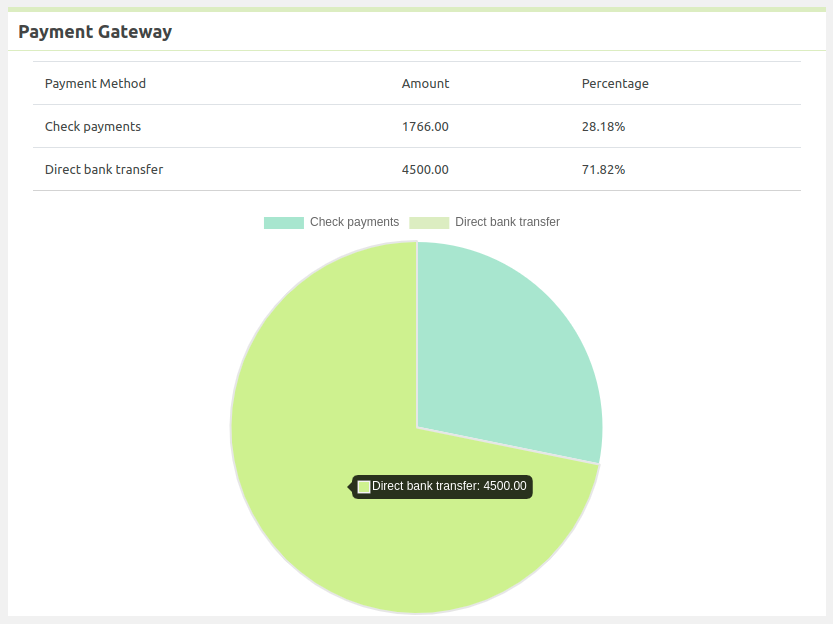 Payment Gateway
Payment Method Amount Percentage
Check payments 1766.00 28.18%
Direct bank transfer 4500.00 71.82%
Check payments Direct bank transfer
Direct bank transfer: 4500.00